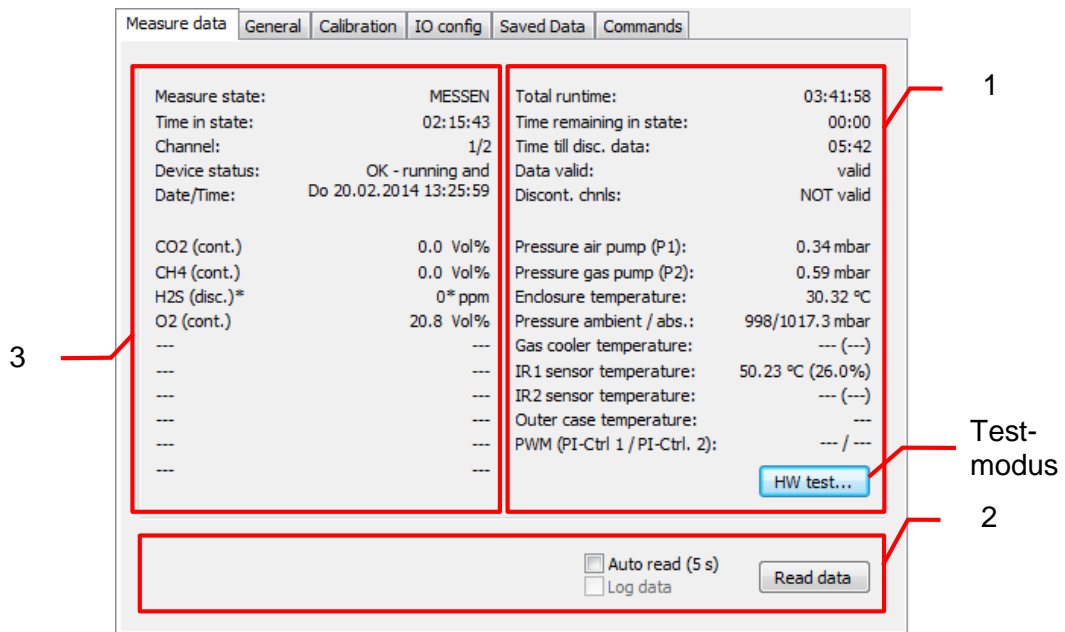 Measure data General Calibration IO config Saved Data Commands
1
Measure state: MESSEN
Time in state: 02:15:43
Channel: 1/2
Device status: OK - running and
Date/Time: Do 20.02.2014 13:25:59
CO2 (cont.) 0.0 Vol%
CH4 (cont.) 0.0 Vol%
H2S (disc.)* 0* ppm
O2 (cont.) 20.8 Vol%
--- ---
--- ---
--- ---
--- ---
--- ---
--- ---
3
Total runtime: 03:41:58
Time remaining in state: 00:00
Time till disc. data: 05:42
Data valid: valid
Discont. chnls: NOT valid
Pressure air pump (P1): 0.34 mbar
Pressure gas pump (P2): 0.59 mbar
Enclosure temperature: 30.32 °C
Pressure ambient / abs.: 998/1017.3 mbar
Gas cooler temperature: --- (---)
IR1 sensor temperature: 50.23 °C (26.0%)
IR2 sensor temperature: --- (---)
Outer case temperature: ---
PWM (PI-Ctrl 1 / PI-Ctrl. 2): --- / ---
HW test...
Test-
modus
2
Auto read (5 s)
Log data
Read data